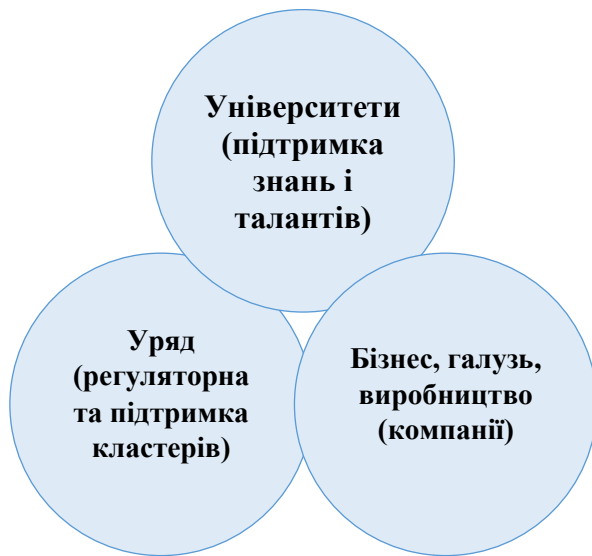 Університети
(підтримка
знань і
талантів)
Уряд
(регуляторна
та підтримка
кластерів)
Бізнес, галузь,
виробництво
(компанії)